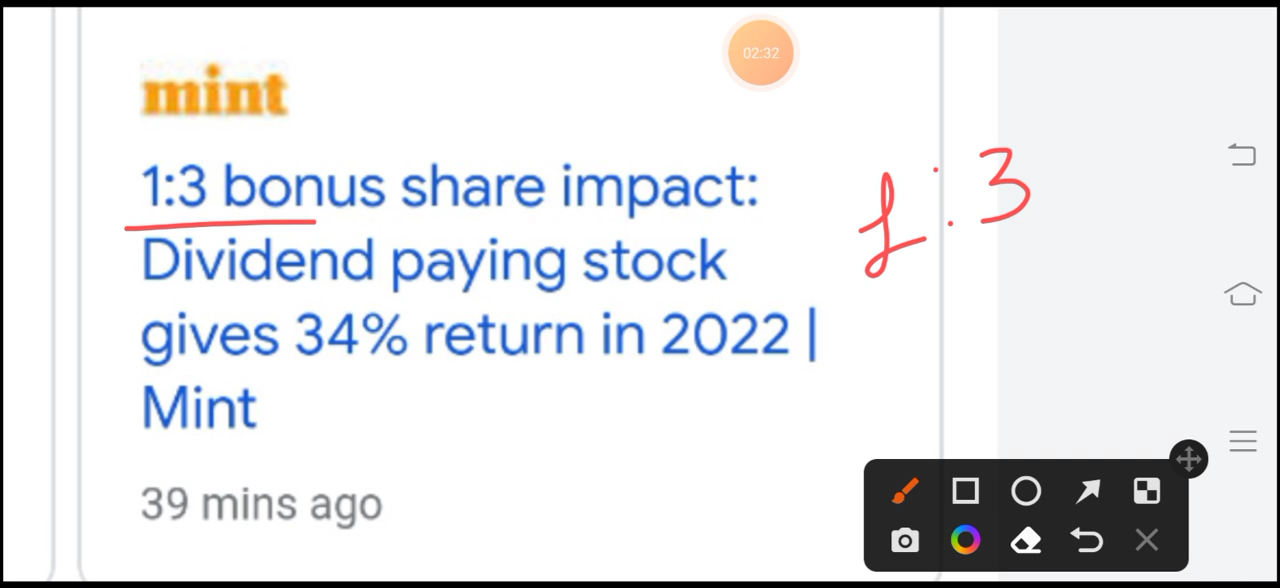 02:32
mint
1:3 bonus share impact:
Dividend paying stock
gives 34% return in 2022 |
Mint
39 mins ago
1:3